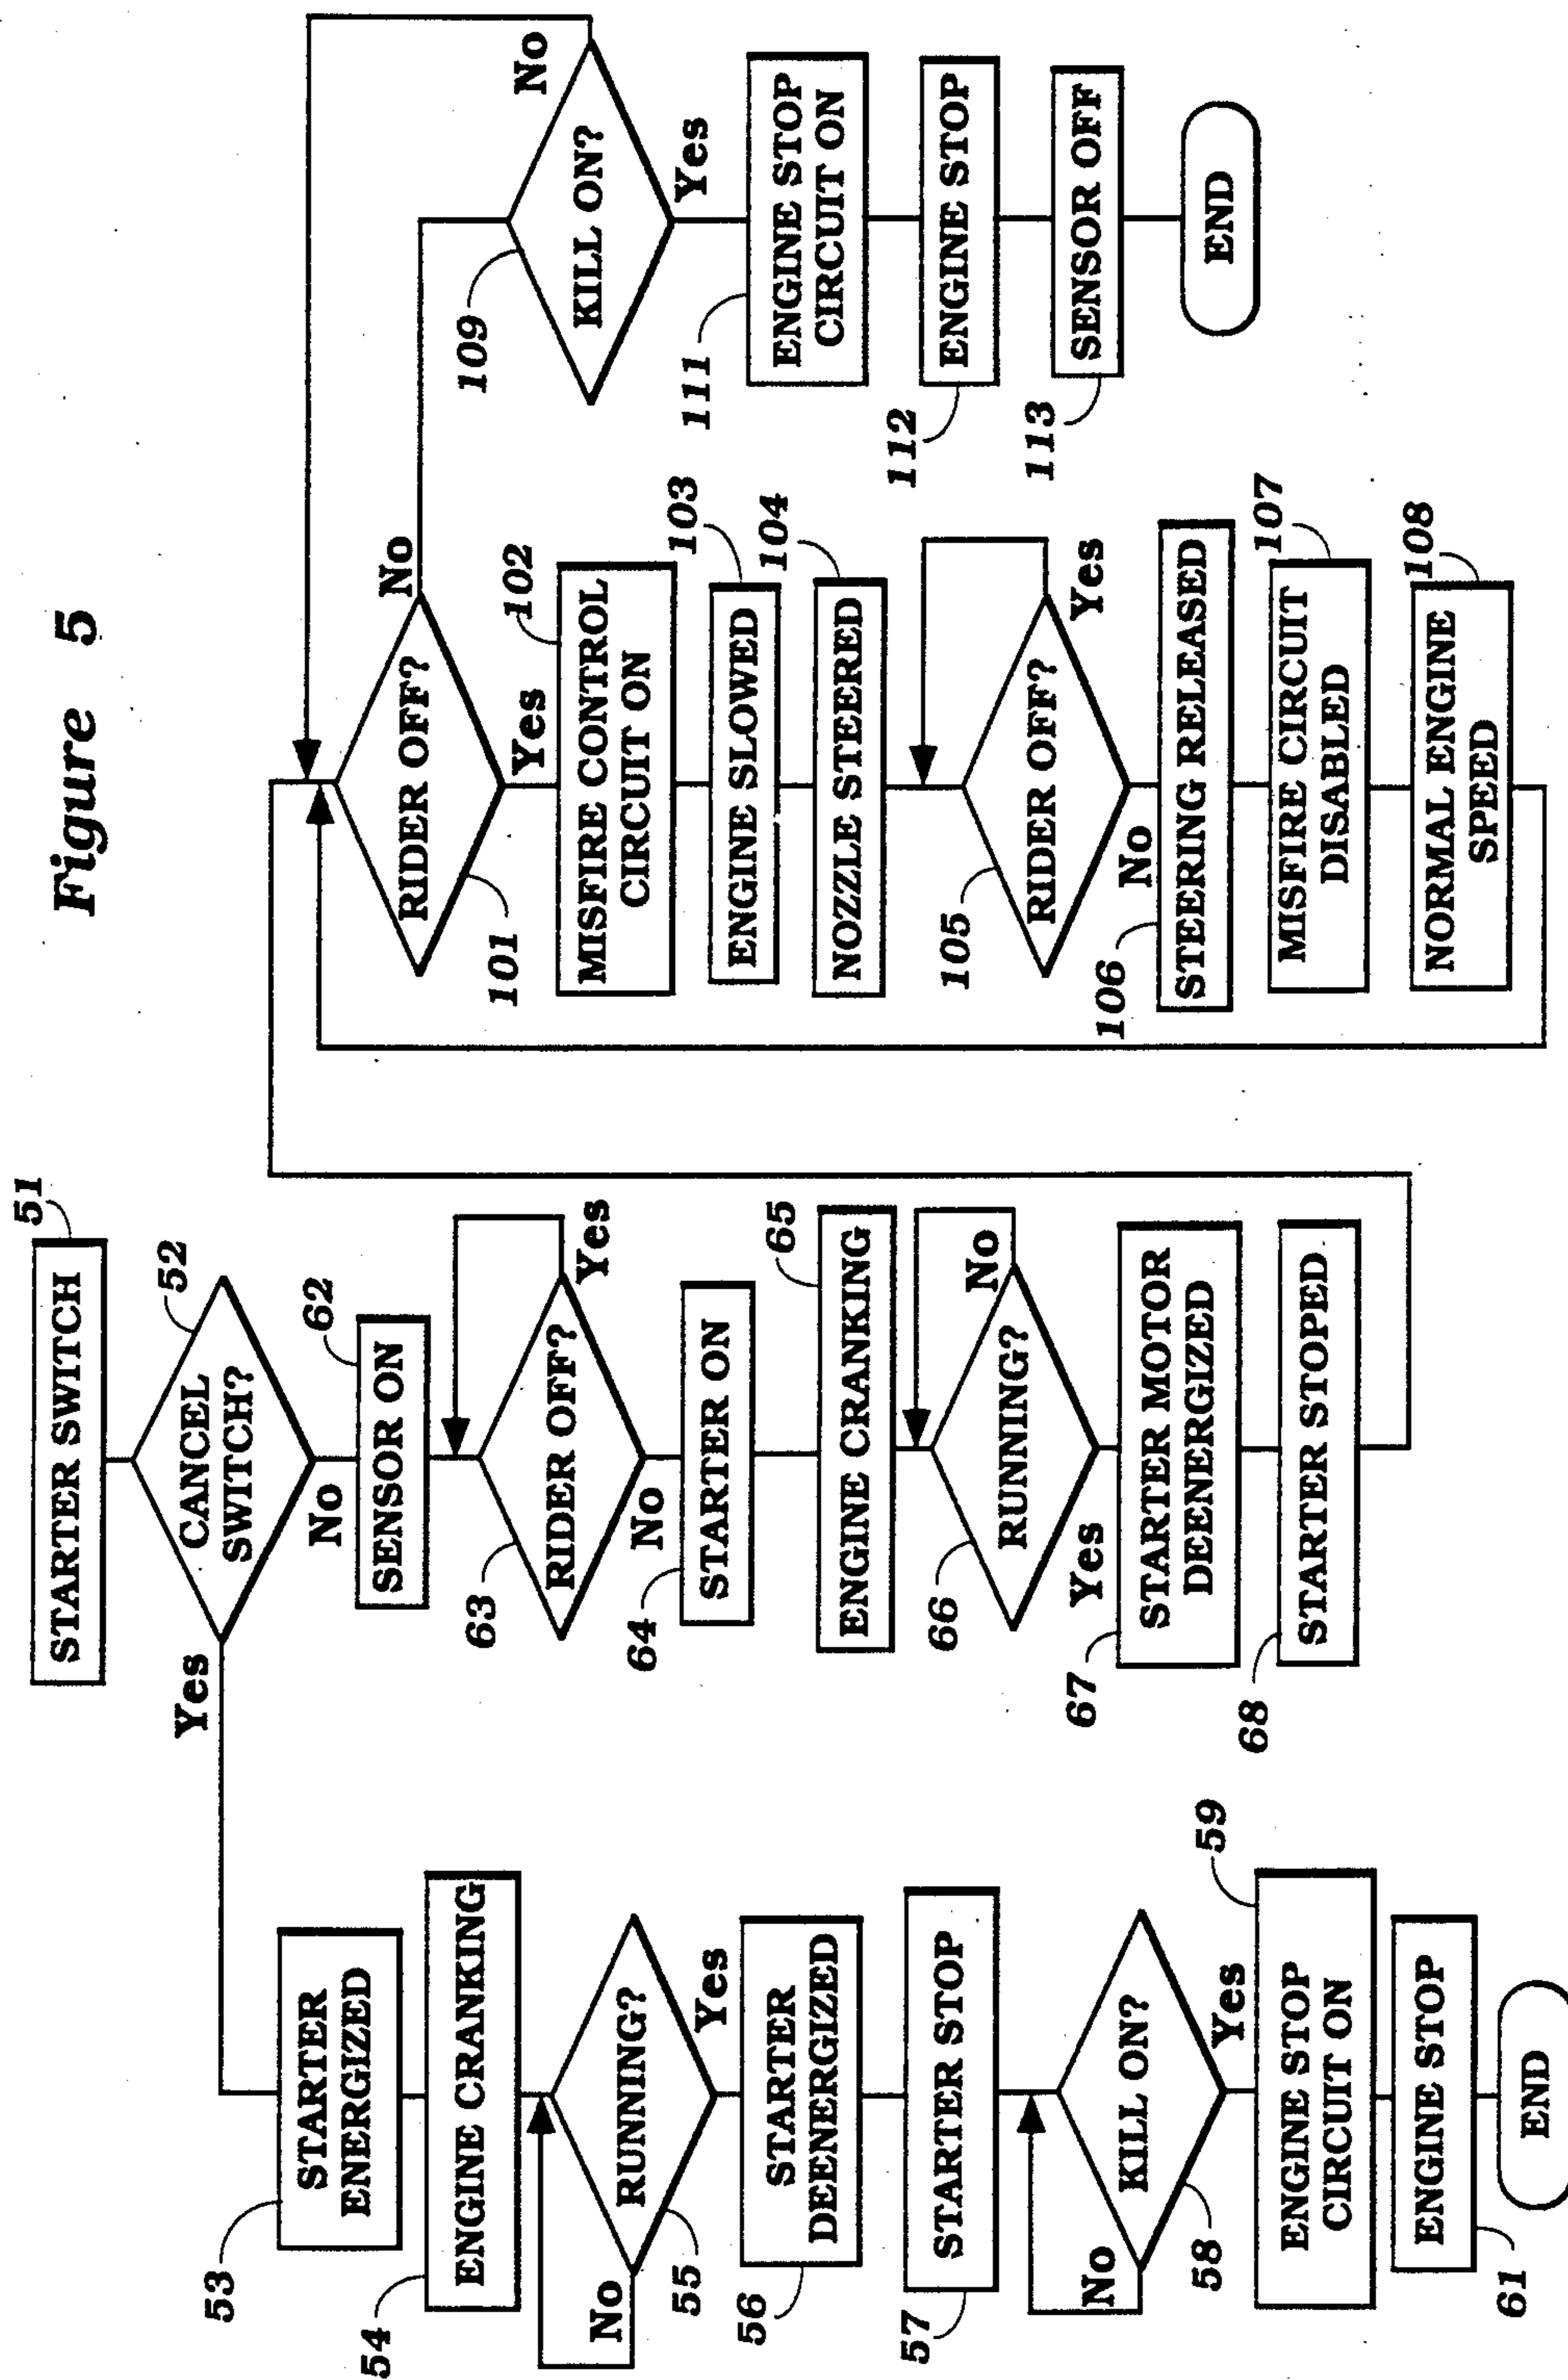 Figure 5
STARTER SWITCH
51
CANCEL
SWITCH?
52
Yes
No
53
STARTER
ENERGIZED
54
ENGINE CRANKING
RUNNING?
55
No
Yes
56
STARTER
DEENERGIZED
57
STARTER STOP
KILL ON?
58
No
Yes
59
ENGINE STOP
CIRCUIT ON
ENGINE STOP
61
END
SENSOR ON
62
RIDER OFF?
63
Yes
No
64
STARTER ON
65
ENGINE CRANKING
RUNNING?
66
No
Yes
67
STARTER MOTOR
DEENERGIZED
68
STARTER STOPED
RIDER OFF?
101
No
Yes
102
MISFIRE CONTROL
CIRCUIT ON
103
ENGINE SLOWED
104
NOZZLE STEERED
RIDER OFF?
105
Yes
No
106
STEERING RELEASED
107
MISFIRE CIRCUIT
DISABLED
108
NORMAL ENGINE
SPEED
KILL ON?
109
No
Yes
111
ENGINE STOP
CIRCUIT ON
112
ENGINE STOP
113
SENSOR OFF
END